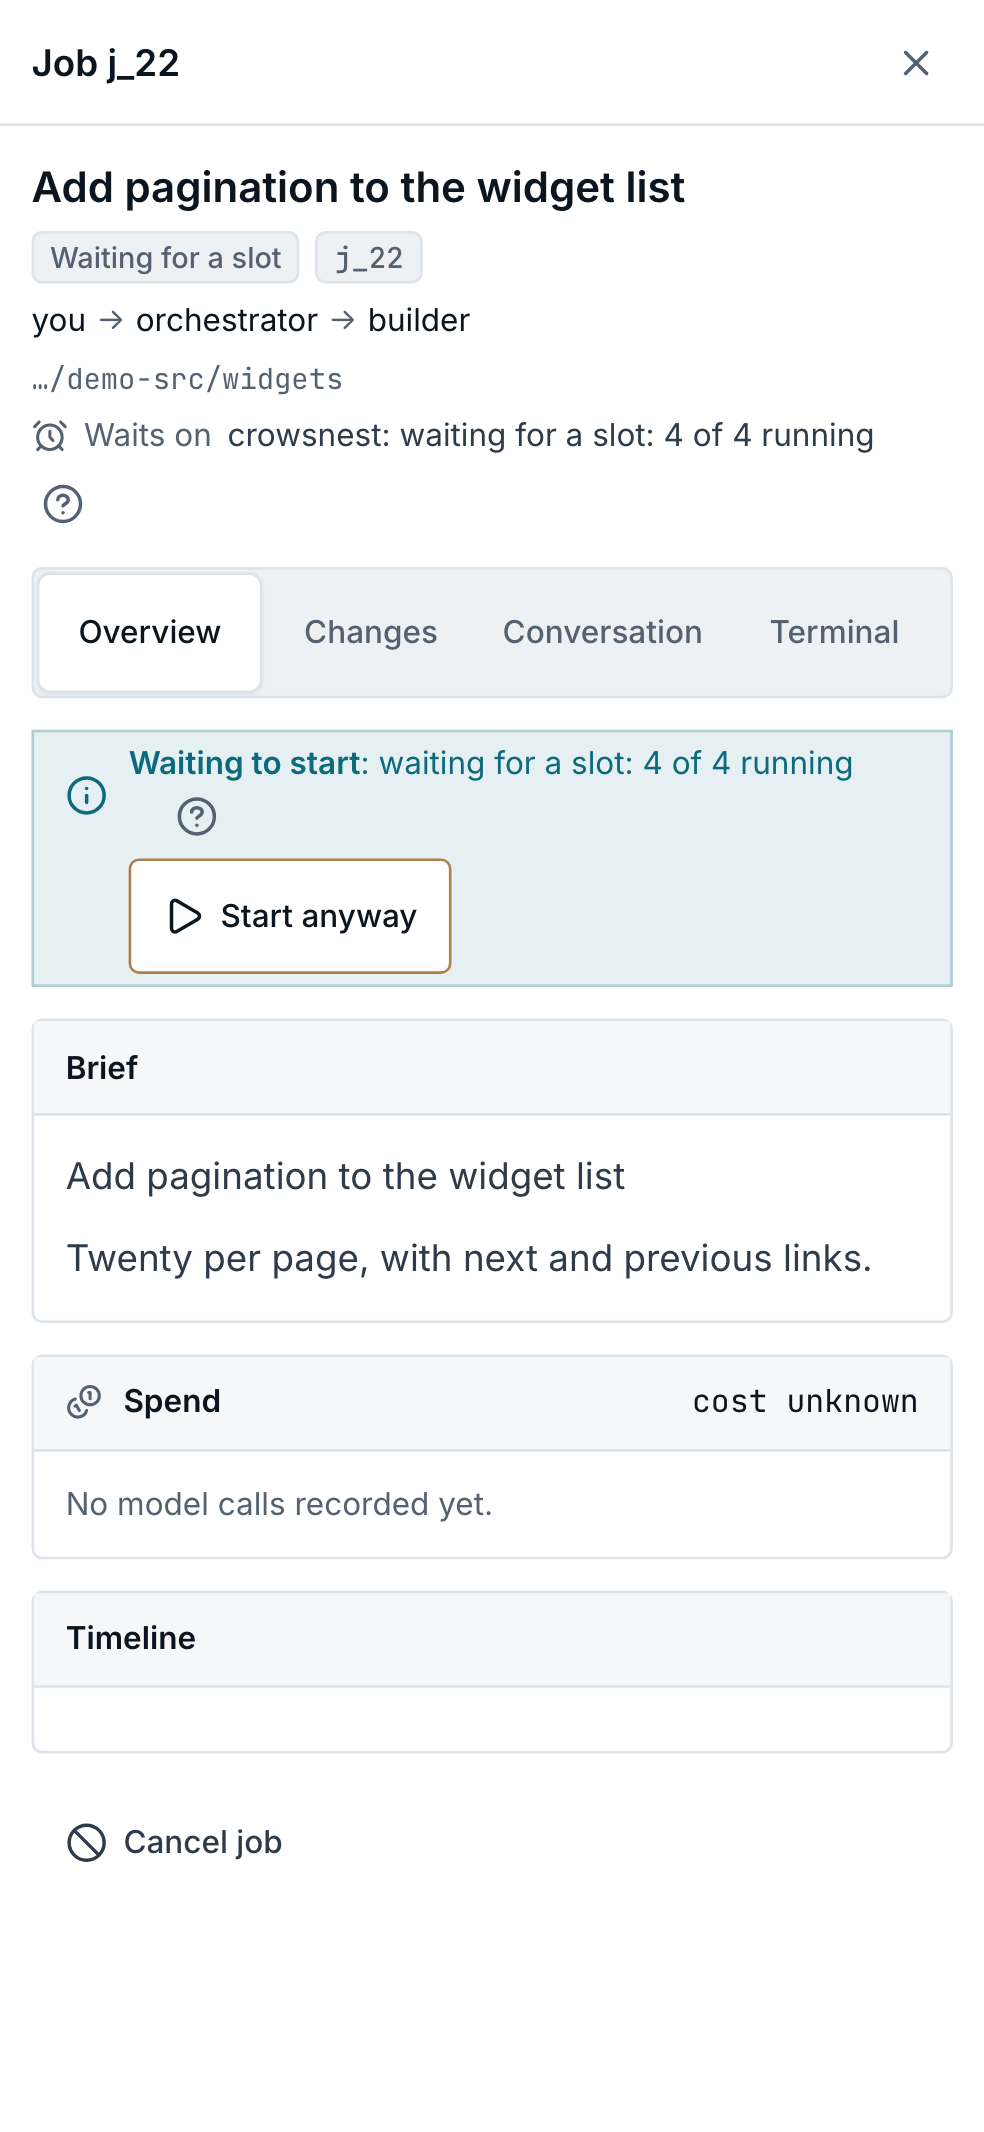 Job j_22
Add pagination to the widget list
Waiting for a slot j_22
you → orchestrator → builder
…/demo-src/widgets
Waits on crowsnest: waiting for a slot: 4 of 4 running
Overview Changes Conversation Terminal
Waiting to start: waiting for a slot: 4 of 4 running
Start anyway
Brief
Add pagination to the widget list
Twenty per page, with next and previous links.
Spend cost unknown
No model calls recorded yet.
Timeline
Cancel job